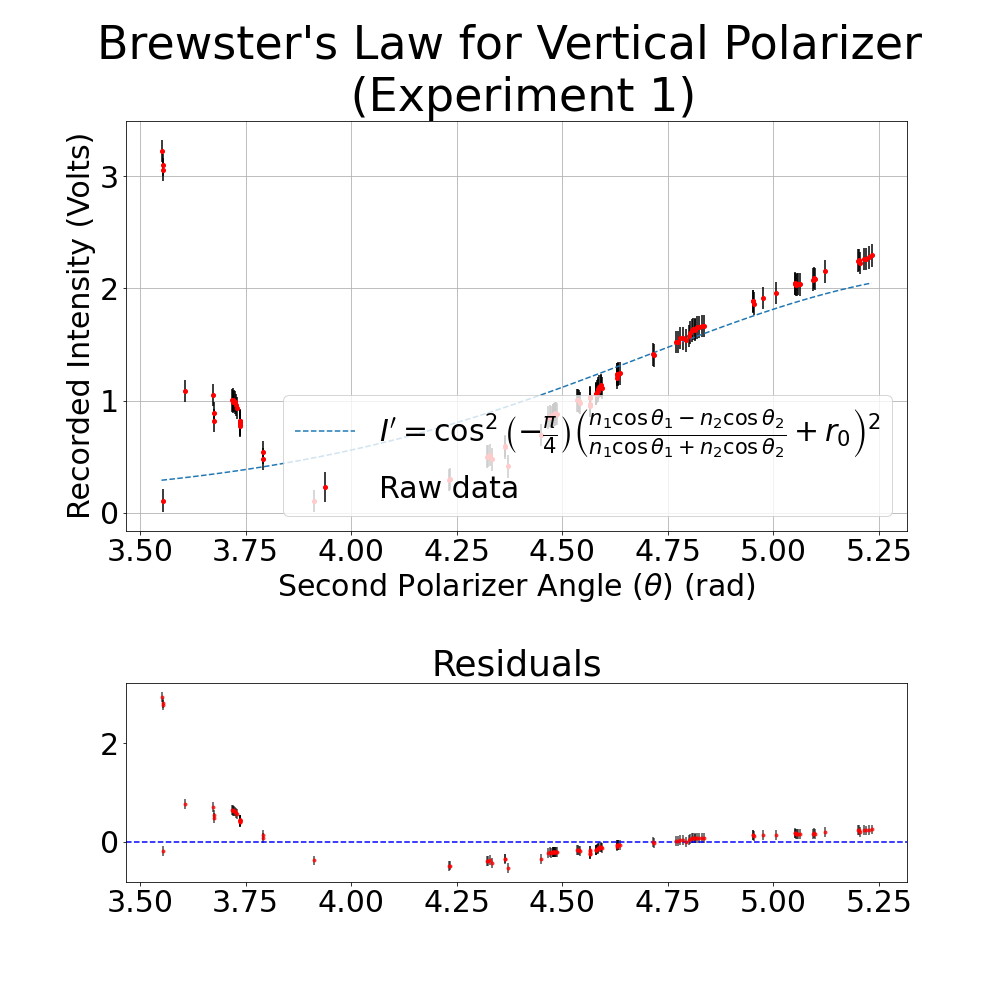 Brewster's Law for Vertical Polarizer
(Experiment 1)
Recorded Intensity (Volts)
3
2
1
0
I' = cos² (−π/4) ((n₁cos θ₁ − n₂cos θ₂)/(n₁cos θ₁ + n₂cos θ₂) + r₀)²
Raw data
3.50 3.75 4.00 4.25 4.50 4.75 5.00 5.25
Second Polarizer Angle (θ) (rad)
Residuals
2
0
3.50 3.75 4.00 4.25 4.50 4.75 5.00 5.25